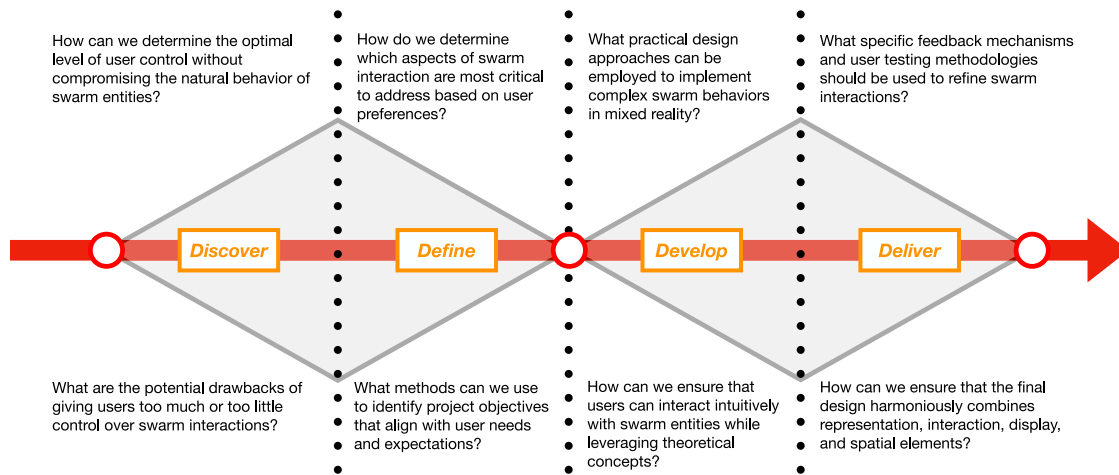 How can we determine the optimal
level of user control without
compromising the natural behavior of
swarm entities?
How do we determine
which aspects of swarm
interaction are most critical
to address based on user
preferences?
What practical design
approaches can be
employed to implement
complex swarm behaviors
in mixed reality?
What specific feedback mechanisms
and user testing methodologies
should be used to refine swarm
interactions?
Discover
Define
Develop
Deliver
What are the potential drawbacks of
giving users too much or too little
control over swarm interactions?
What methods can we use
to identify project objectives
that align with user needs
and expectations?
How can we ensure that
users can interact intuitively
with swarm entities while
leveraging theoretical
concepts?
How can we ensure that the final
design harmoniously combines
representation, interaction, display,
and spatial elements?